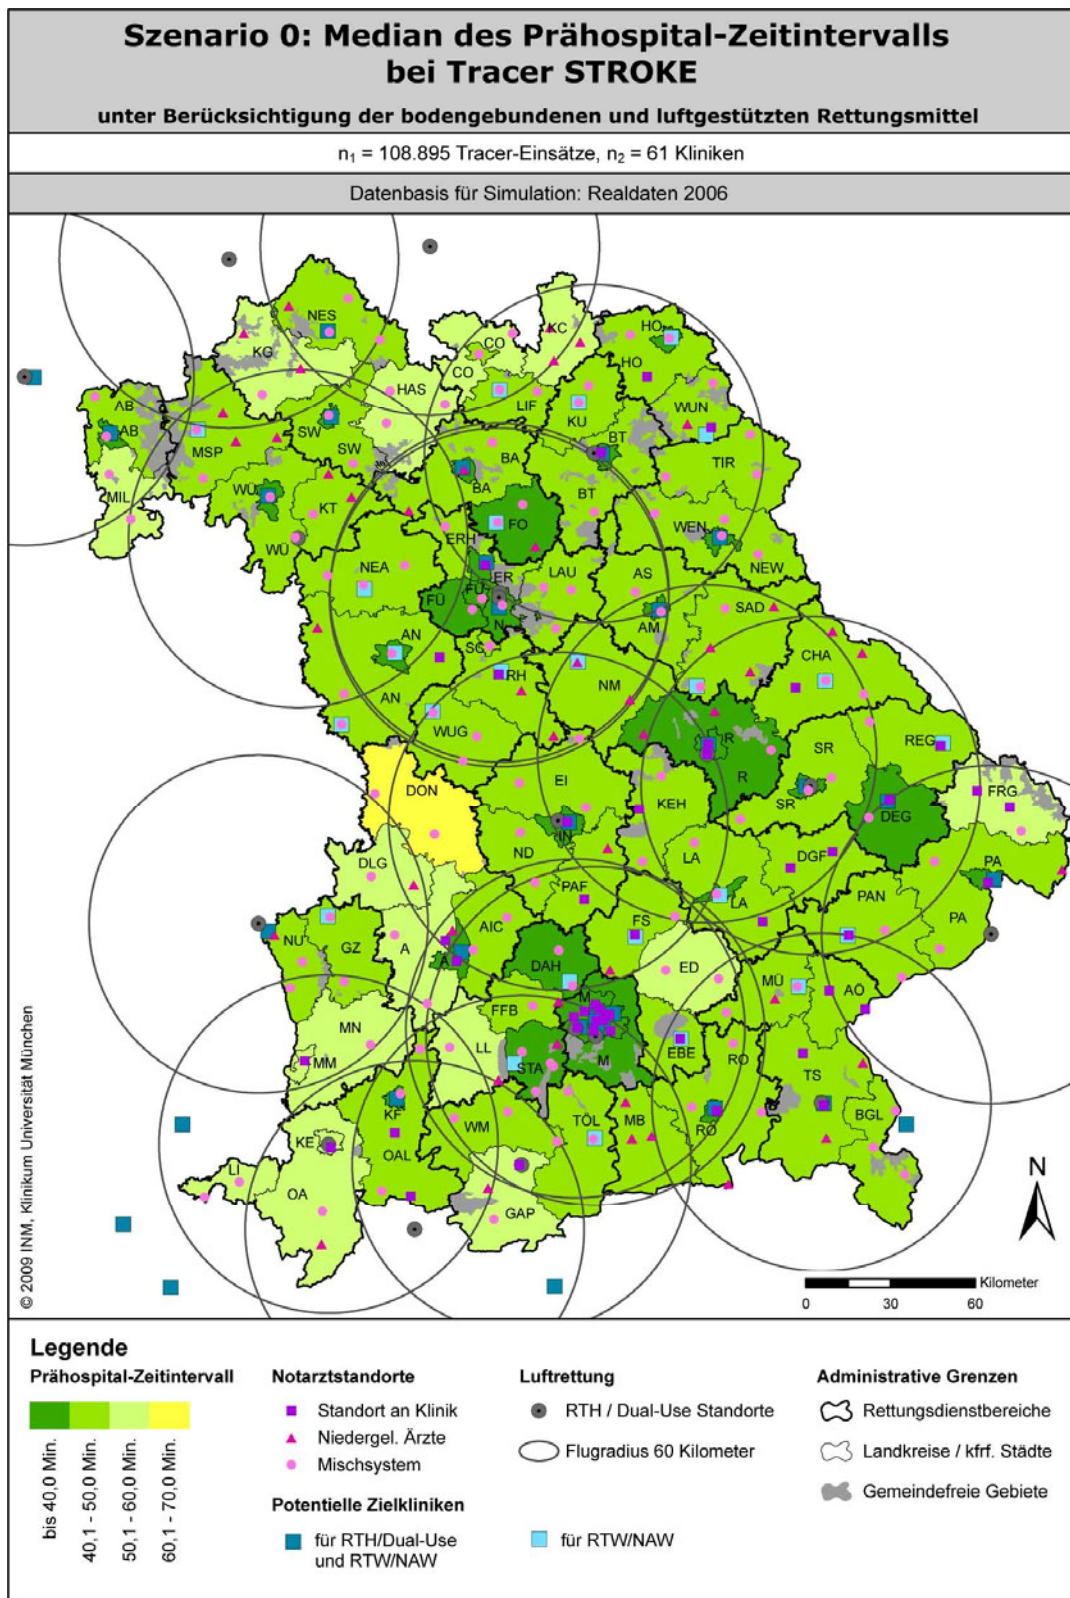 Szenario 0: Median des Prähospital-Zeitintervalls
bei Tracer STROKE
unter Berücksichtigung der bodengebundenen und luftgestützten Rettungsmittel
n₁ = 108.895 Tracer-Einsätze, n₂ = 61 Kliniken
Datenbasis für Simulation: Realdaten 2006
NES
KG
CO
KC
HO
CO
HO
HAS
AB
LIF
KU
WUN
AB
SW
BT
MSP
SW
BA
TIR
MIL
WÜ
KT
BA
BT
FO
WEN
WÜ
ERH
NEA
ER
LAU
AS
NEW
FÜ
FÜ
N
SAD
AN
SC
AM
CHA
RH
NM
AN
WUG
R
SR
REG
EI
R
DON
KEH
SR
DEG
FRG
IN
ND
DLG
LA
DGF
PA
PAF
LA
PAN
NU
GZ
AIC
FS
PA
A
A
DAH
ED
MÜ
AÖ
MN
FFB
M
LL
MM
STA
M
EBE
RO
TS
KF
WM
TÖL
MB
RO
BGL
KE
OAL
LI
OA
GAP
N
Kilometer
0 30 60
© 2009 INM, Klinikum Universität München
Legende
Prähospital-Zeitintervall
bis 40,0 Min.
40,1 - 50,0 Min.
50,1 - 60,0 Min.
60,1 - 70,0 Min.
Notarztstandorte
Standort an Klinik
Niedergel. Ärzte
Mischsystem
Potentielle Zielkliniken
für RTH/Dual-Use
und RTW/NAW
für RTW/NAW
Luftrettung
RTH / Dual-Use Standorte
Flugradius 60 Kilometer
Administrative Grenzen
Rettungsdienstbereiche
Landkreise / kfrf. Städte
Gemeindefreie Gebiete